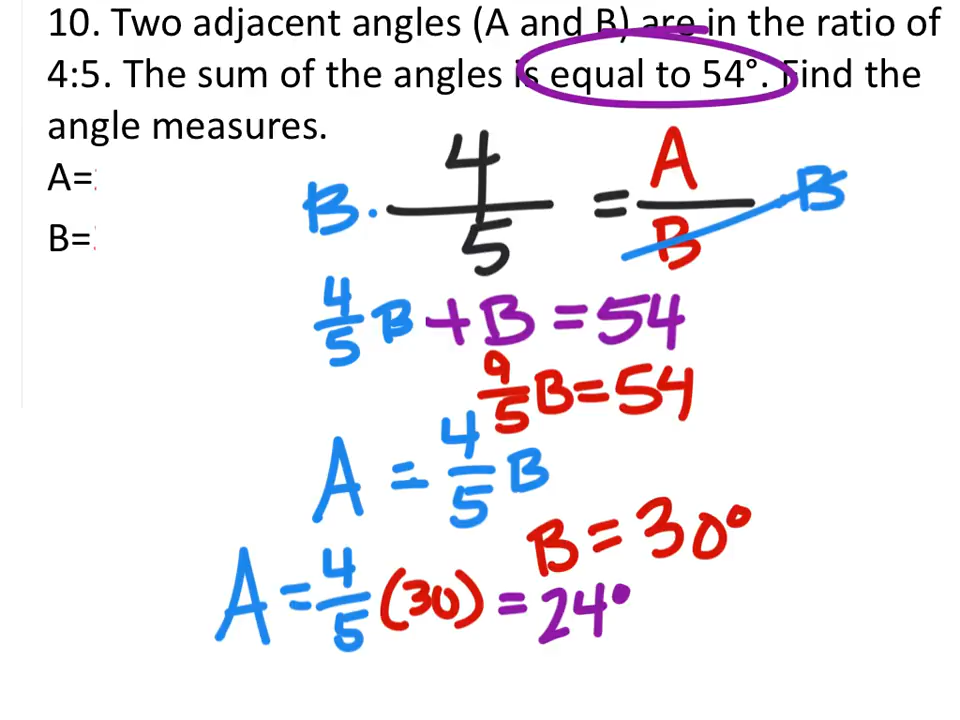 10. Two adjacent angles (A and B) are in the ratio of
4:5. The sum of the angles is equal to 54°. Find the
angle measures.
A=
B=
B · 4/5 = A/B B
4/5 B + B = 54
9/5 B = 54
A = 4/5 B
B = 30°
A = 4/5 (30) = 24°